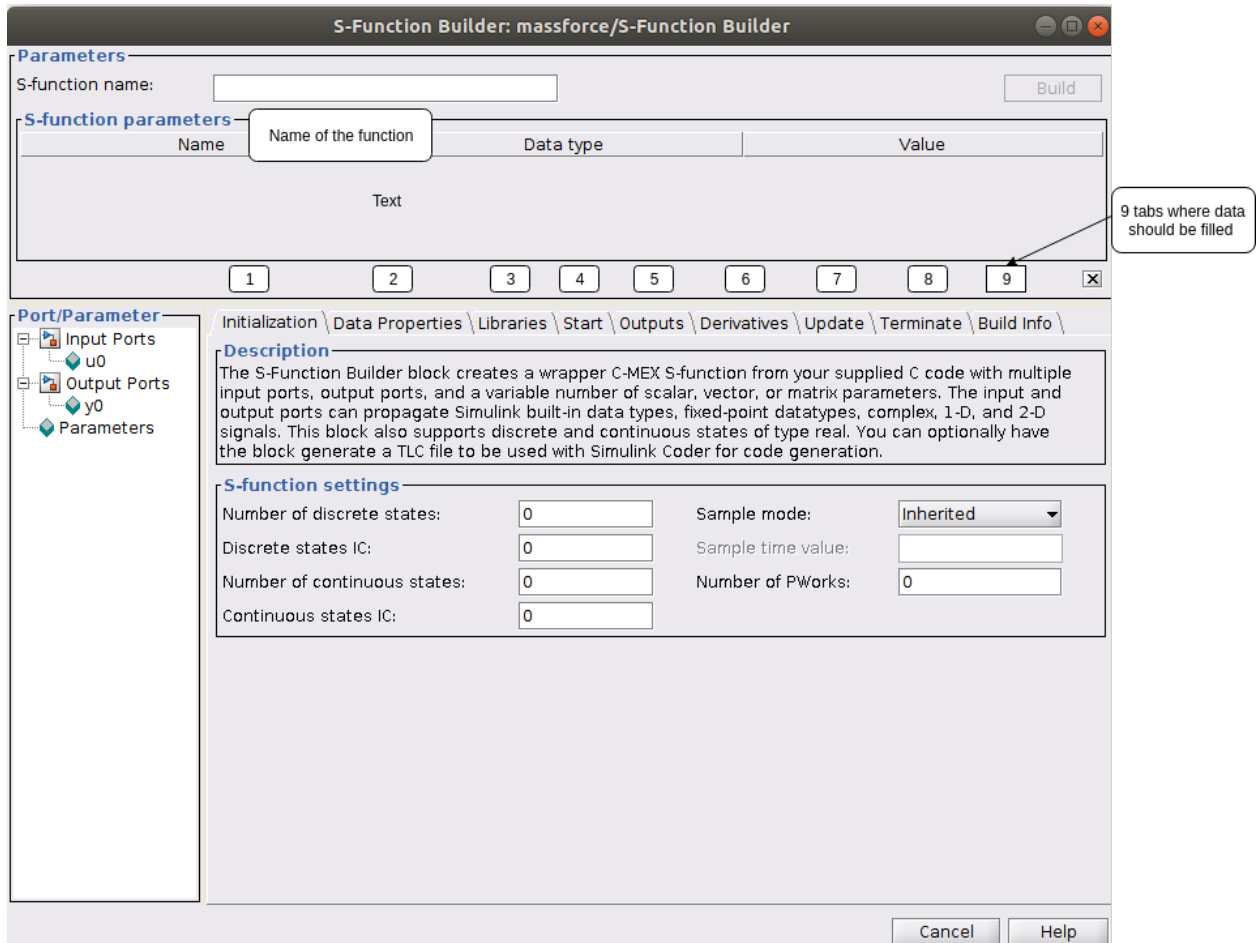 S-Function Builder: massforce/S-Function Builder
Parameters
S-function name:
Build
S-function parameters
Name of the function
Name
Data type
Value
Text
9 tabs where data
should be filled
1 2 3 4 5 6 7 8 9
Port/Parameter
Input Ports
u0
Output Ports
y0
Parameters
Initialization Data Properties Libraries Start Outputs Derivatives Update Terminate Build Info
Description
The S-Function Builder block creates a wrapper C-MEX S-function from your supplied C code with multiple
input ports, output ports, and a variable number of scalar, vector, or matrix parameters. The input and
output ports can propagate Simulink built-in data types, fixed-point datatypes, complex, 1-D, and 2-D
signals. This block also supports discrete and continuous states of type real. You can optionally have
the block generate a TLC file to be used with Simulink Coder for code generation.
S-function settings
Number of discrete states: 0
Sample mode: Inherited
Discrete states IC: 0
Sample time value:
Number of continuous states: 0
Number of PWorks: 0
Continuous states IC: 0
Cancel
Help